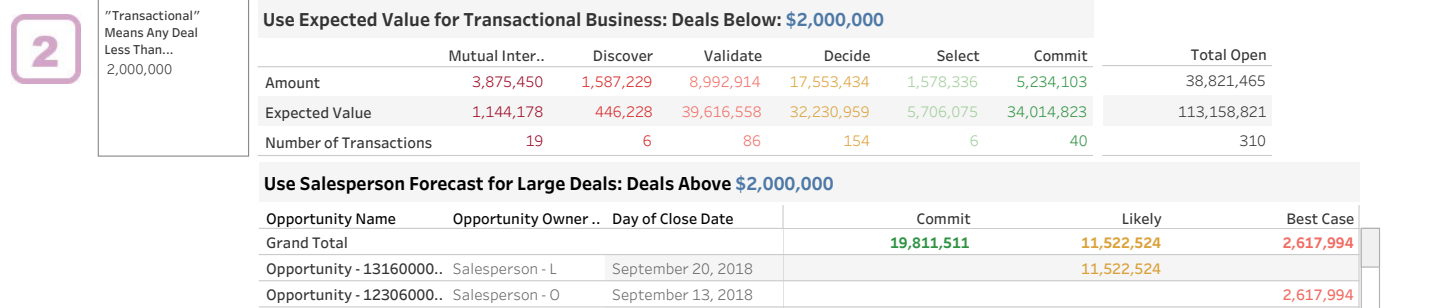 2
"Transactional"
Means Any Deal
Less Than...
2,000,000
Use Expected Value for Transactional Business: Deals Below: $2,000,000
Mutual Inter.. Discover Validate Decide Select Commit Total Open
Amount 3,875,450 1,587,229 8,992,914 17,553,434 1,578,336 5,234,103 38,821,465
Expected Value 1,144,178 446,228 39,616,558 32,230,959 5,706,075 34,014,823 113,158,821
Number of Transactions 19 6 86 154 6 40 310
Use Salesperson Forecast for Large Deals: Deals Above $2,000,000
Opportunity Name Opportunity Owner .. Day of Close Date Commit Likely Best Case
Grand Total 19,811,511 11,522,524 2,617,994
Opportunity - 13160000.. Salesperson - L September 20, 2018 11,522,524
Opportunity - 12306000.. Salesperson - O September 13, 2018 2,617,994